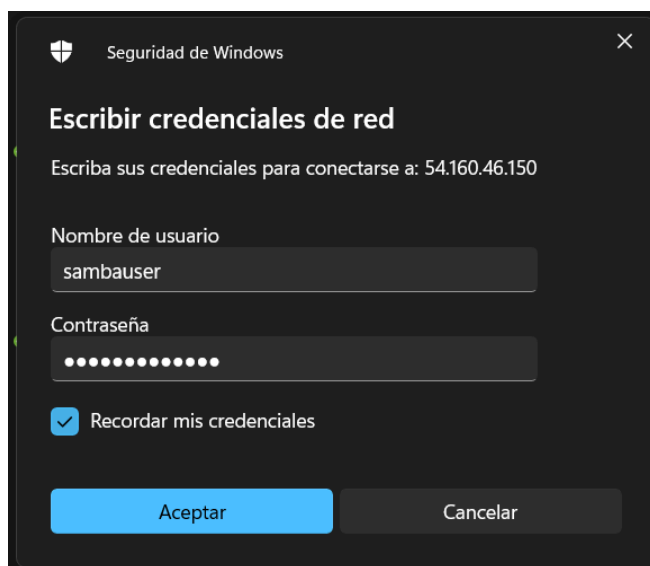 Seguridad de Windows
Escribir credenciales de red
Escriba sus credenciales para conectarse a: 54.160.46.150
Nombre de usuario
sambauser
Contraseña
•••••••••••••
Recordar mis credenciales
Aceptar
Cancelar